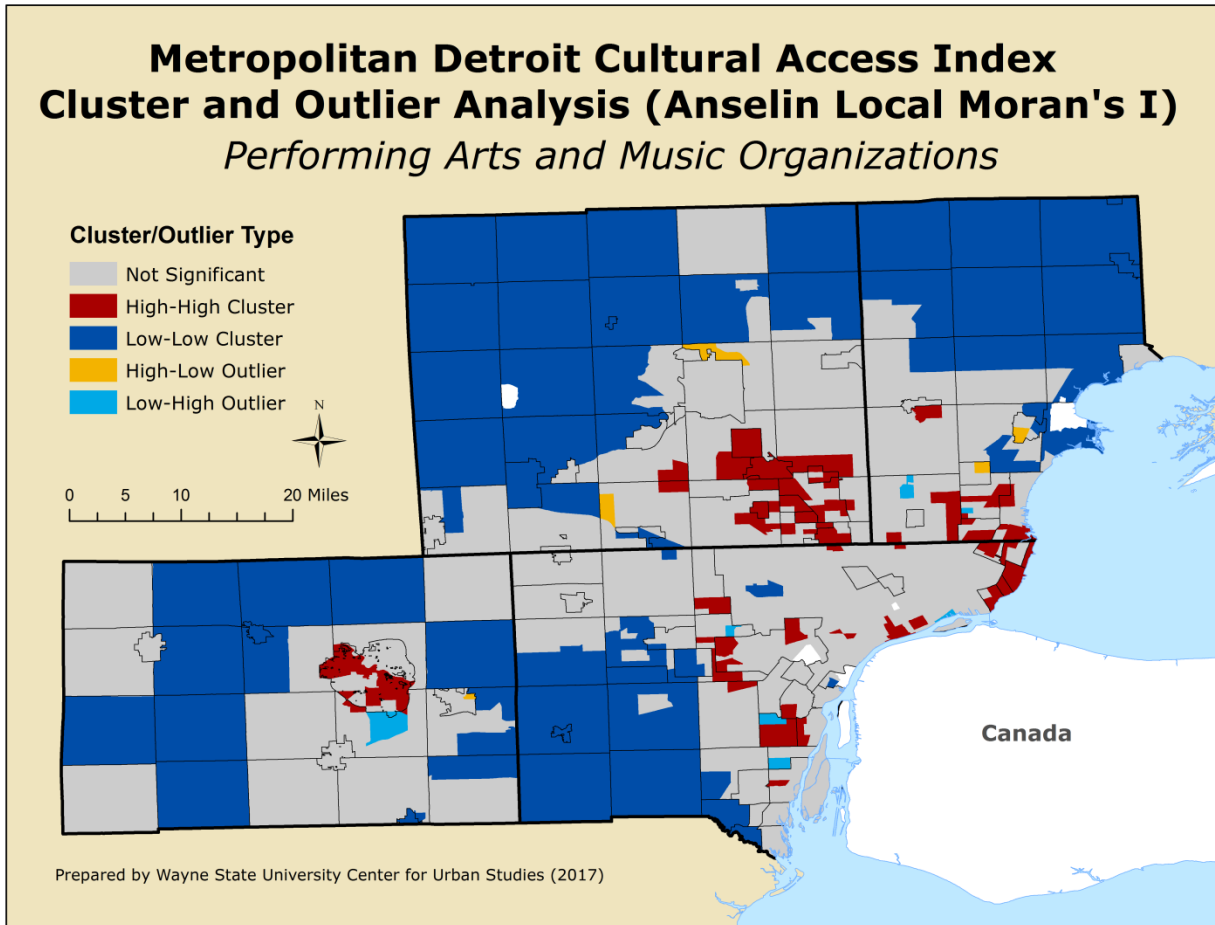 Metropolitan Detroit Cultural Access Index
Cluster and Outlier Analysis (Anselin Local Moran's I)
Performing Arts and Music Organizations
Cluster/Outlier Type
Not Significant
High-High Cluster
Low-Low Cluster
High-Low Outlier
Low-High Outlier
N
0 5 10 20 Miles
Canada
Prepared by Wayne State University Center for Urban Studies (2017)